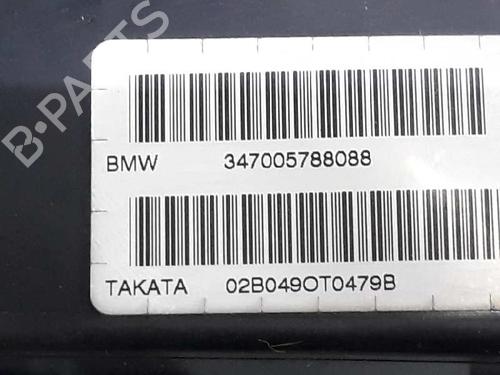 B-PARTS
BMW 347005788088
TAKATA 02B049OT0479B